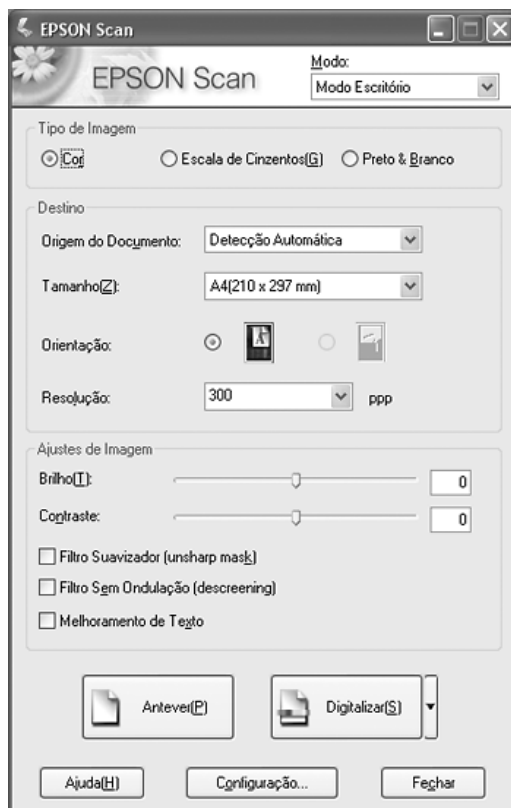 EPSON Scan
EPSON Scan
Modo:
Modo Escritório
Tipo de Imagem
Cor
Escala de Cinzentos(G)
Preto & Branco
Destino
Origem do Documento:
Detecção Automática
Tamanho(Z):
A4(210 x 297 mm)
Orientação:
Resolução:
300
ppp
Ajustes de Imagem
Brilho(T):
0
Contraste:
0
Filtro Suavizador (unsharp mask)
Filtro Sem Ondulação (descreening)
Melhoramento de Texto
Antever(P)
Digitalizar(S)
Ajuda(H)
Configuração...
Fechar